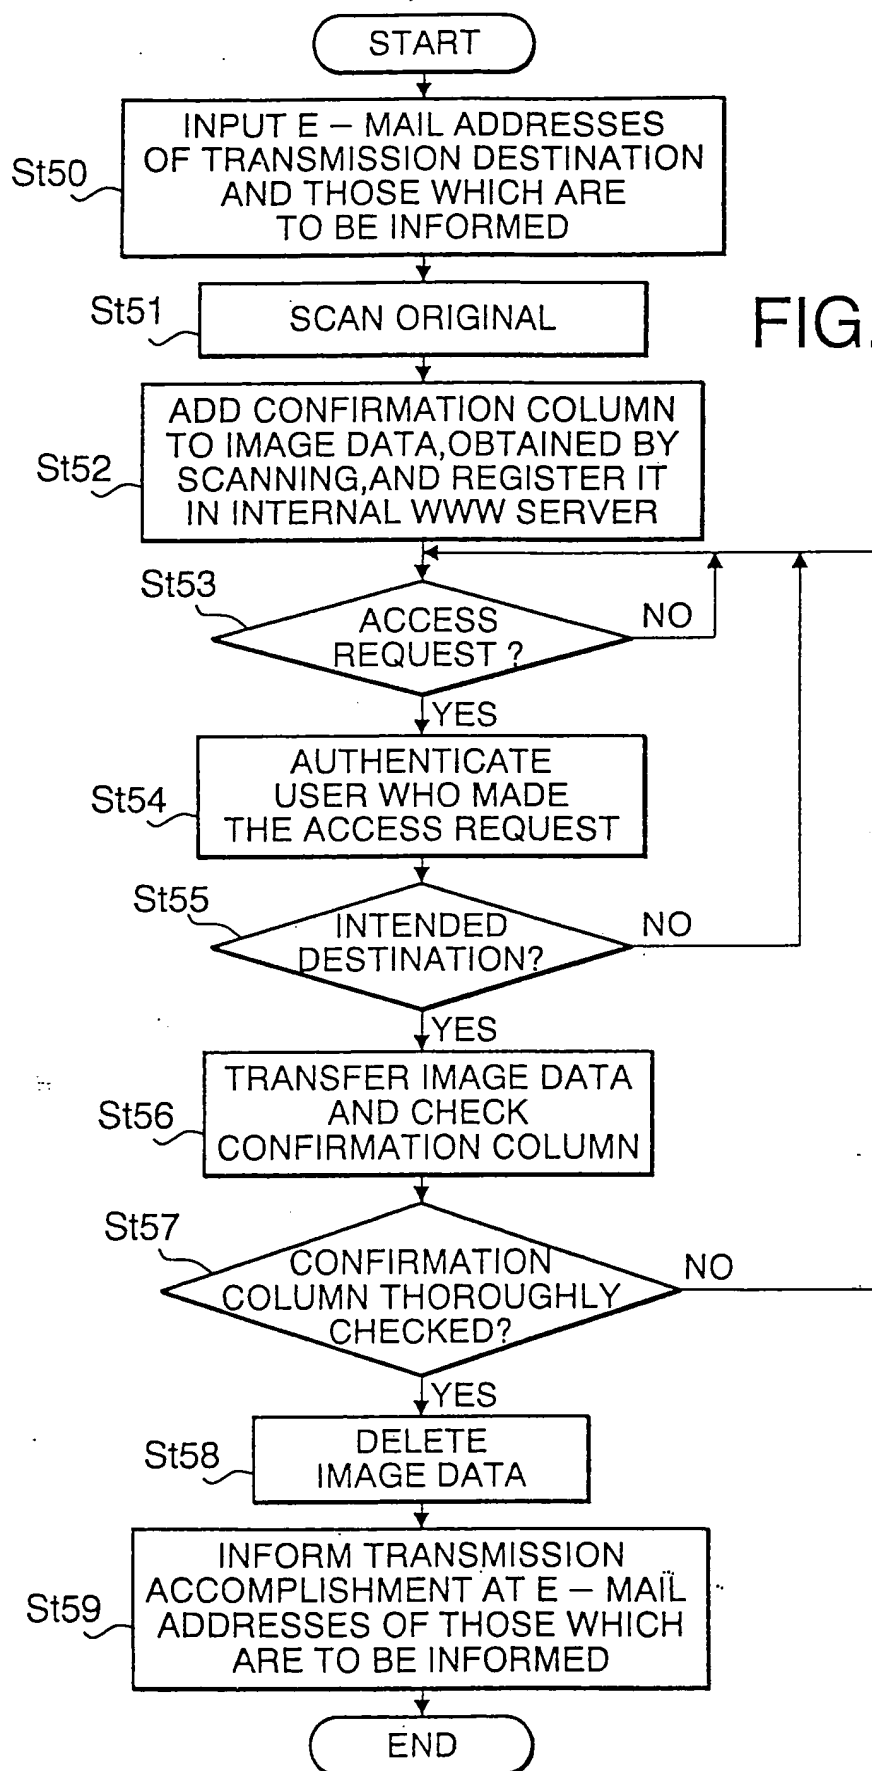 START
INPUT E – MAIL ADDRESSES
OF TRANSMISSION DESTINATION
AND THOSE WHICH ARE
TO BE INFORMED
St50
St51
SCAN ORIGINAL
FIG.
ADD CONFIRMATION COLUMN
TO IMAGE DATA,OBTAINED BY
SCANNING,AND REGISTER IT
IN INTERNAL WWW SERVER
St52
St53
ACCESS
REQUEST ?
NO
YES
AUTHENTICATE
USER WHO MADE
THE ACCESS REQUEST
St54
St55
INTENDED
DESTINATION?
NO
YES
TRANSFER IMAGE DATA
AND CHECK
CONFIRMATION COLUMN
St56
St57
CONFIRMATION
COLUMN THOROUGHLY
CHECKED?
NO
YES
St58
DELETE
IMAGE DATA
INFORM TRANSMISSION
ACCOMPLISHMENT AT E – MAIL
ADDRESSES OF THOSE WHICH
ARE TO BE INFORMED
St59
END